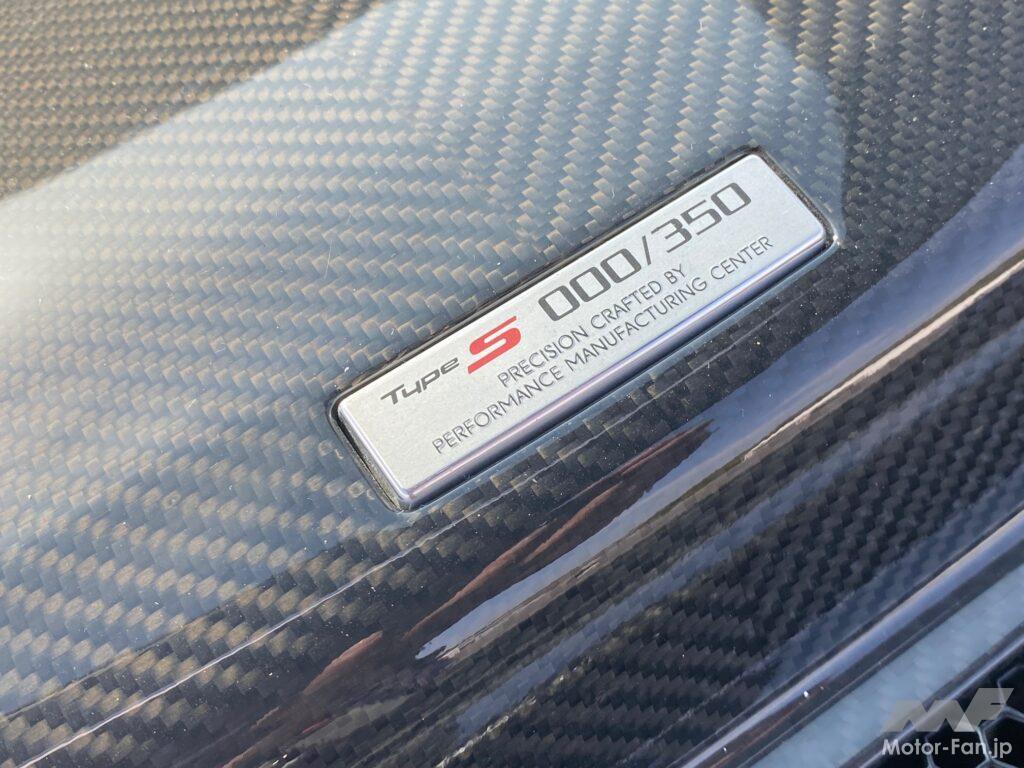 Type S 000/350
PRECISION CRAFTED BY
PERFORMANCE MANUFACTURING CENTER
Motor-Fan.jp